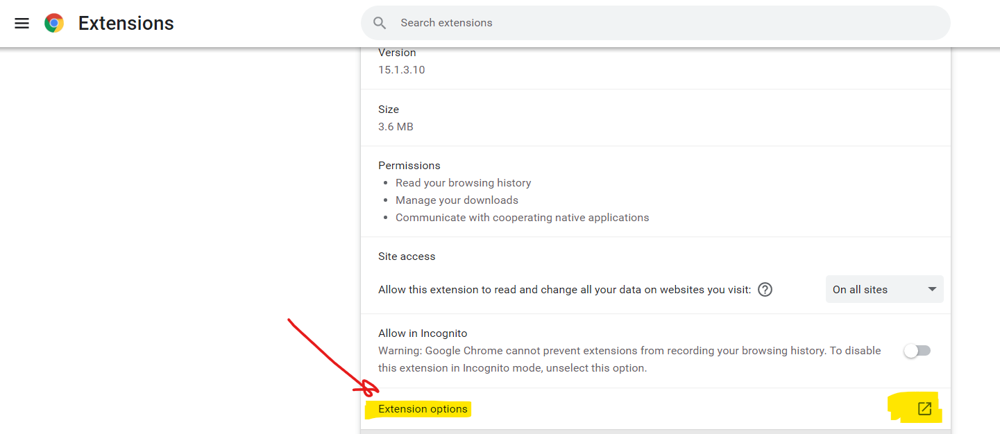 Extensions
Search extensions
Version
15.1.3.10
Size
3.6 MB
Permissions
Read your browsing history
Manage your downloads
Communicate with cooperating native applications
Site access
Allow this extension to read and change all your data on websites you visit:
On all sites
Allow in Incognito
Warning: Google Chrome cannot prevent extensions from recording your browsing history. To disable
this extension in Incognito mode, unselect this option.
Extension options